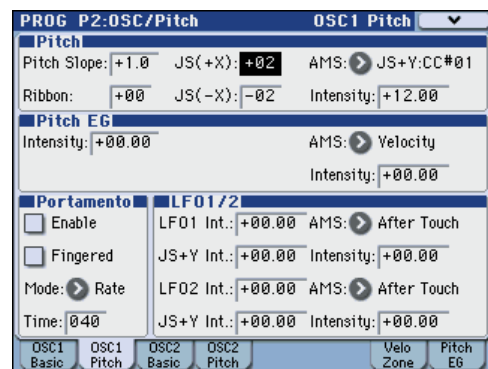 PROG P2:OSC/Pitch OSC1 Pitch
Pitch
Pitch Slope: +1.0 JS(+X): +02 AMS: JS+Y:CC#01
Ribbon: +00 JS(-X): -02 Intensity: +12.00
Pitch EG
Intensity: +00.00 AMS: Velocity
Intensity: +00.00
Portamento LFO1/2
Enable LFO1 Int.: +00.00 AMS: After Touch
Fingered JS+Y Int.: +00.00 Intensity: +00.00
Mode: Rate LFO2 Int.: +00.00 AMS: After Touch
Time: 040 JS+Y Int.: +00.00 Intensity: +00.00
OSC1 Basic OSC1 Pitch OSC2 Basic OSC2 Pitch Velo Zone Pitch EG